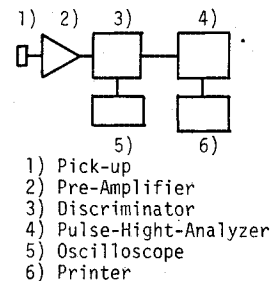 1) 2) 3) 4)
5) 6)
1) Pick-up
2) Pre-Amplifier
3) Discriminator
4) Pulse-Hight-Analyzer
5) Oscilloscope
6) Printer